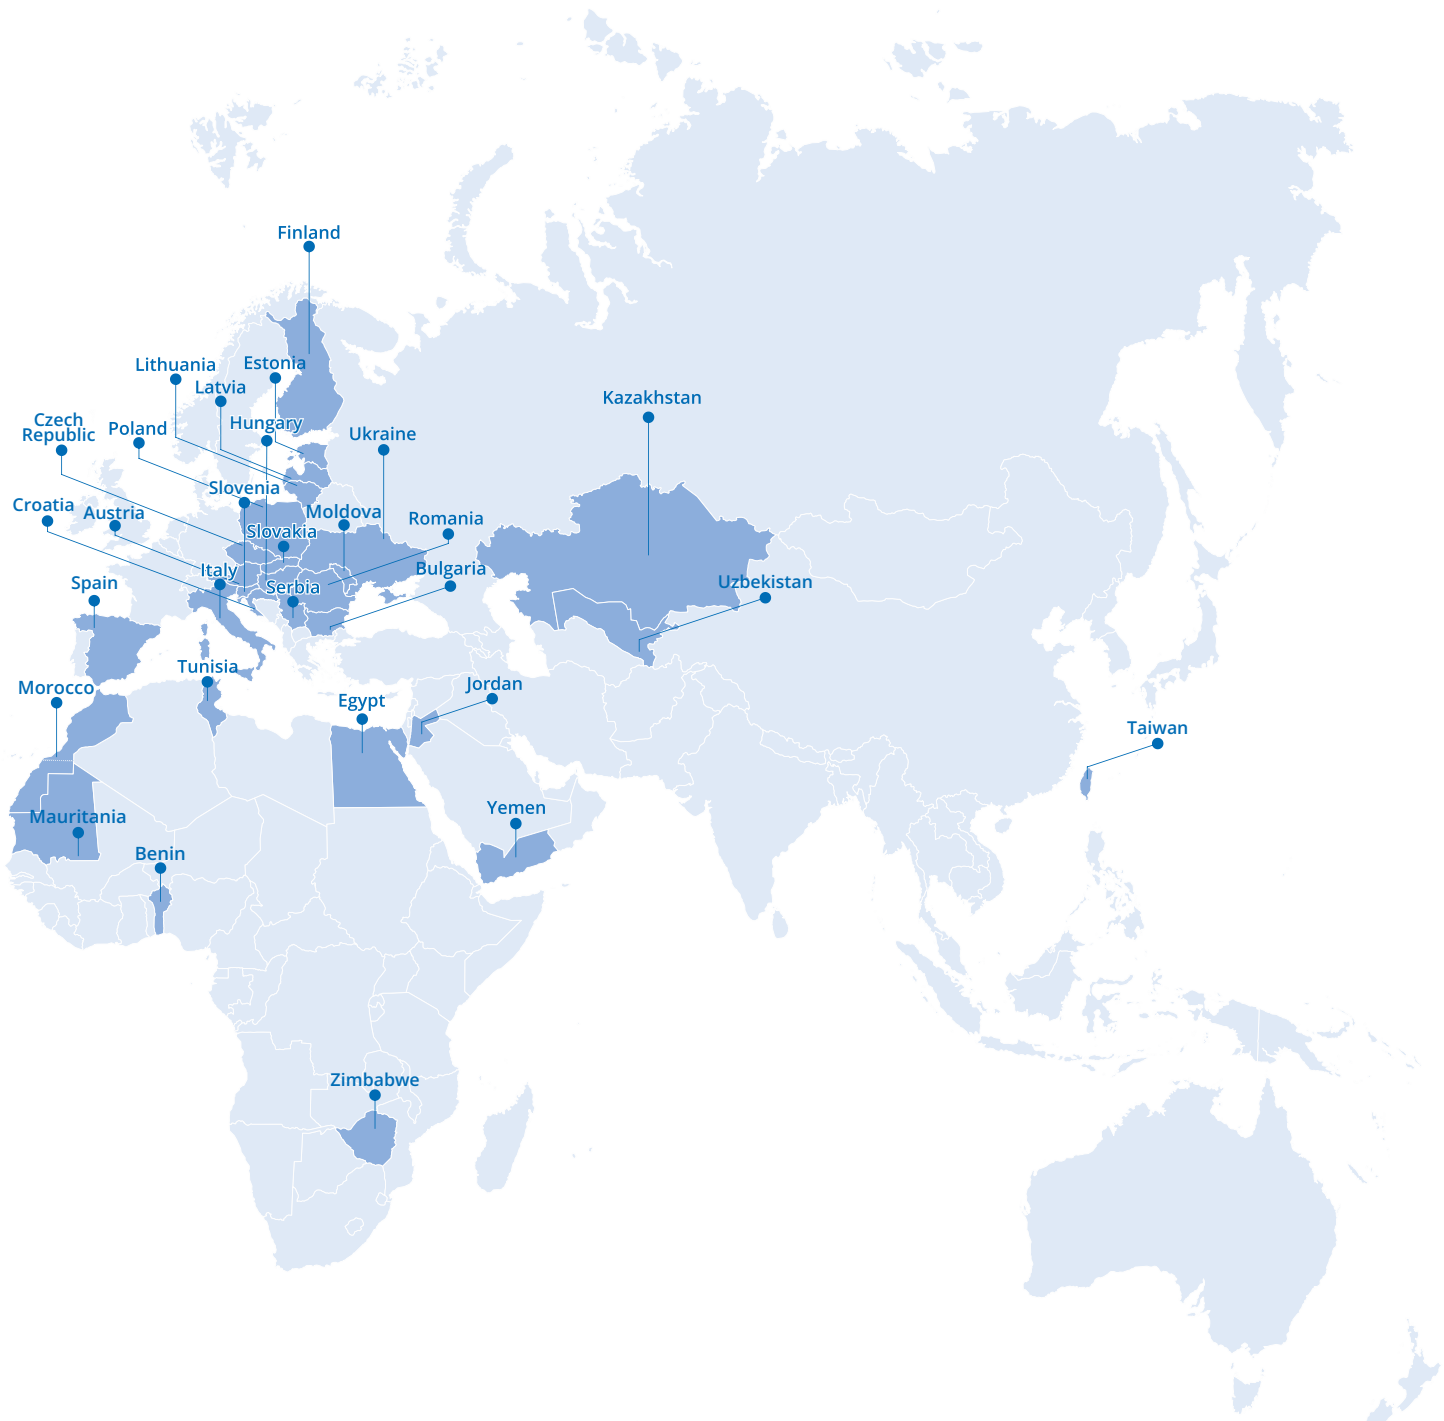 Finland
Lithuania
Estonia
Latvia
Kazakhstan
Czech
Republic
Poland
Hungary
Ukraine
Slovenia
Croatia
Austria
Moldova
Romania
Slovakia
Italy
Bulgaria
Spain
Serbia
Uzbekistan
Tunisia
Morocco
Egypt
Jordan
Taiwan
Mauritania
Yemen
Benin
Zimbabwe